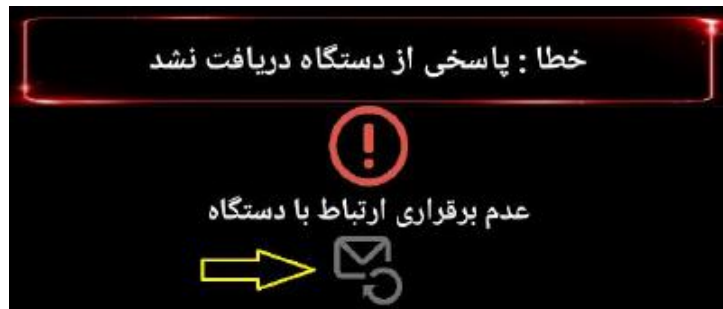 خطا : پاسخی از دستگاه دریافت نشد
عدم برقراری ارتباط با دستگاه